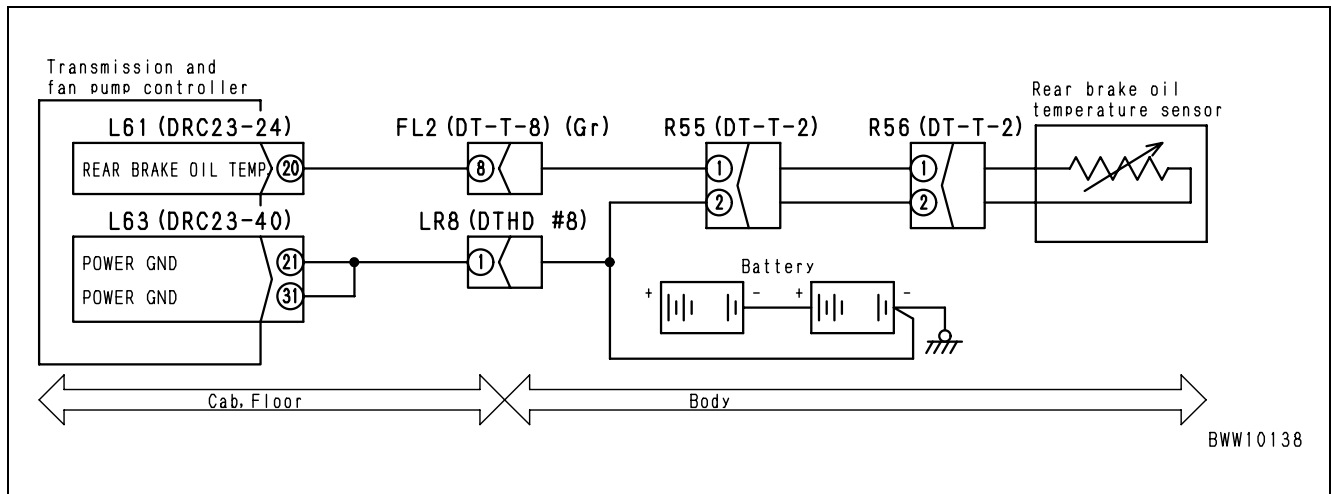 Transmission and
fan pump controller
Rear brake oil
temperature sensor
L61 (DRC23-24)
FL2 (DT-T-8) (Gr)
R55 (DT-T-2)
R56 (DT-T-2)
REAR BRAKE OIL TEMP.
20
8
1
1
2
2
L63 (DRC23-40)
LR8 (DTHD #8)
POWER GND
21
1
POWER GND
31
Battery
+ - + -
Cab, Floor
Body
BWW10138